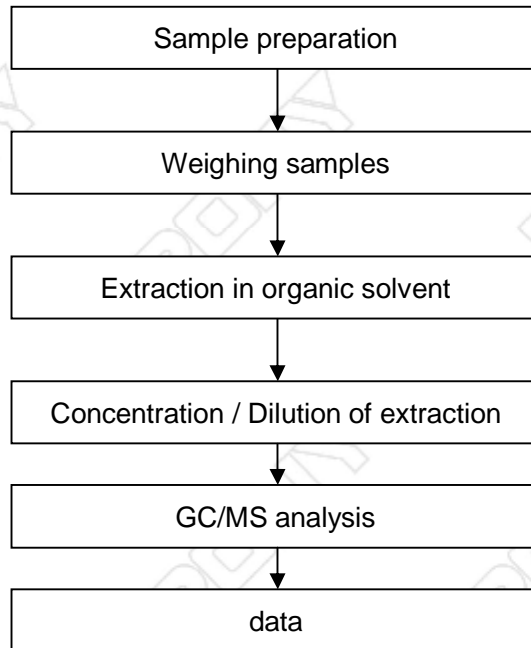 Sample preparation
Weighing samples
Extraction in organic solvent
Concentration / Dilution of extraction
GC/MS analysis
data